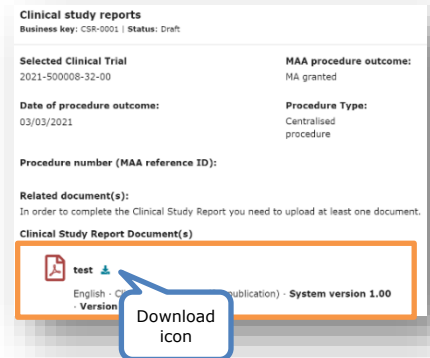 Clinical study reports
Business key: CSR-0001 | Status: Draft
Selected Clinical Trial
2021-500008-32-00
MAA procedure outcome:
MA granted
Date of procedure outcome:
03/03/2021
Procedure Type:
Centralised
procedure
Procedure number (MAA reference ID):
Related document(s):
In order to complete the Clinical Study Report you need to upload at least one document.
Clinical Study Report Document(s)
test
English - publication) - System version 1.00
- Version
Download
icon